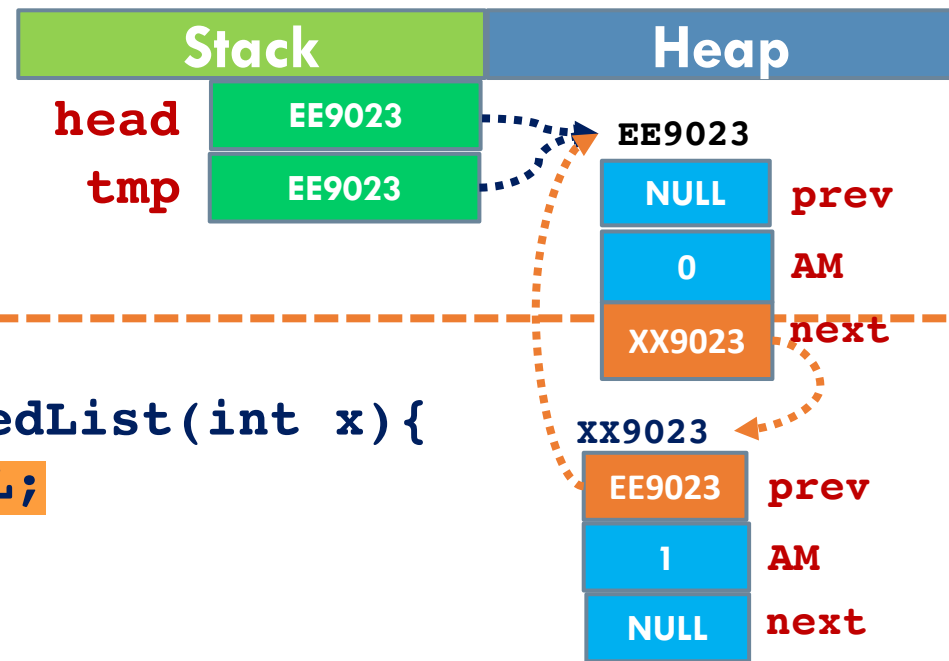 Stack Heap
head EE9023
EE9023
tmp EE9023
NULL prev
0 AM
XX9023 next
edList(int x){
XX9023
L;
EE9023 prev
1 AM
NULL next